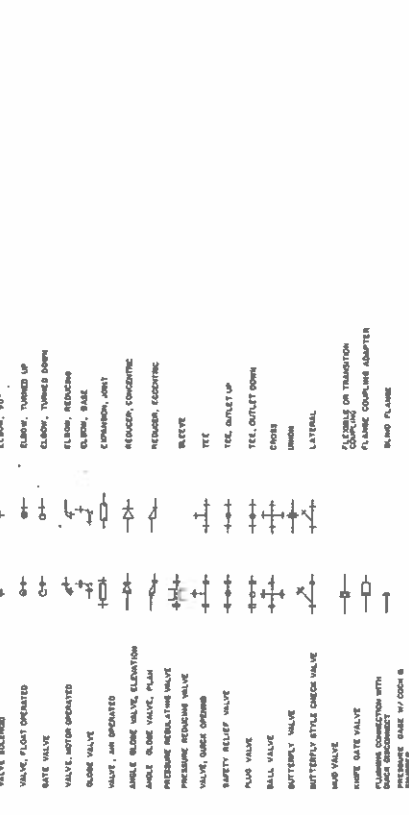 VALVE SOLENOID
VALVE, FLOAT OPERATED
GATE VALVE
VALVE, MOTOR OPERATED
GLOBE VALVE
VALVE, AIR OPERATED
ANGLE GLOBE VALVE, ELEVATION
ANGLE GLOBE VALVE, PLAN
PRESSURE REGULATING VALVE
PRESSURE REDUCING VALVE
VALVE, QUICK OPENING
SAFETY RELIEF VALVE
PLUG VALVE
BALL VALVE
BUTTERFLY VALVE
BUTTERFLY STYLE CHECK VALVE
MUD VALVE
KNIFE GATE VALVE
FLUSHING CONNECTION WITH
QUICK DISCONNECT
PRESSURE GAGE W/ COCK &
ELBOW, 90°
ELBOW, TURNED UP
ELBOW, TURNED DOWN
ELBOW, REDUCING
ELBOW, BASE
EXPANSION, JOINT
REDUCER, CONCENTRIC
REDUCER, ECCENTRIC
SLEEVE
TEE
TEE, OUTLET UP
TEE, OUTLET DOWN
CROSS
UNION
LATERAL
FLEXIBLE OR TRANSITION
COUPLING
FLANGE COUPLING ADAPTER
BLIND FLANGE